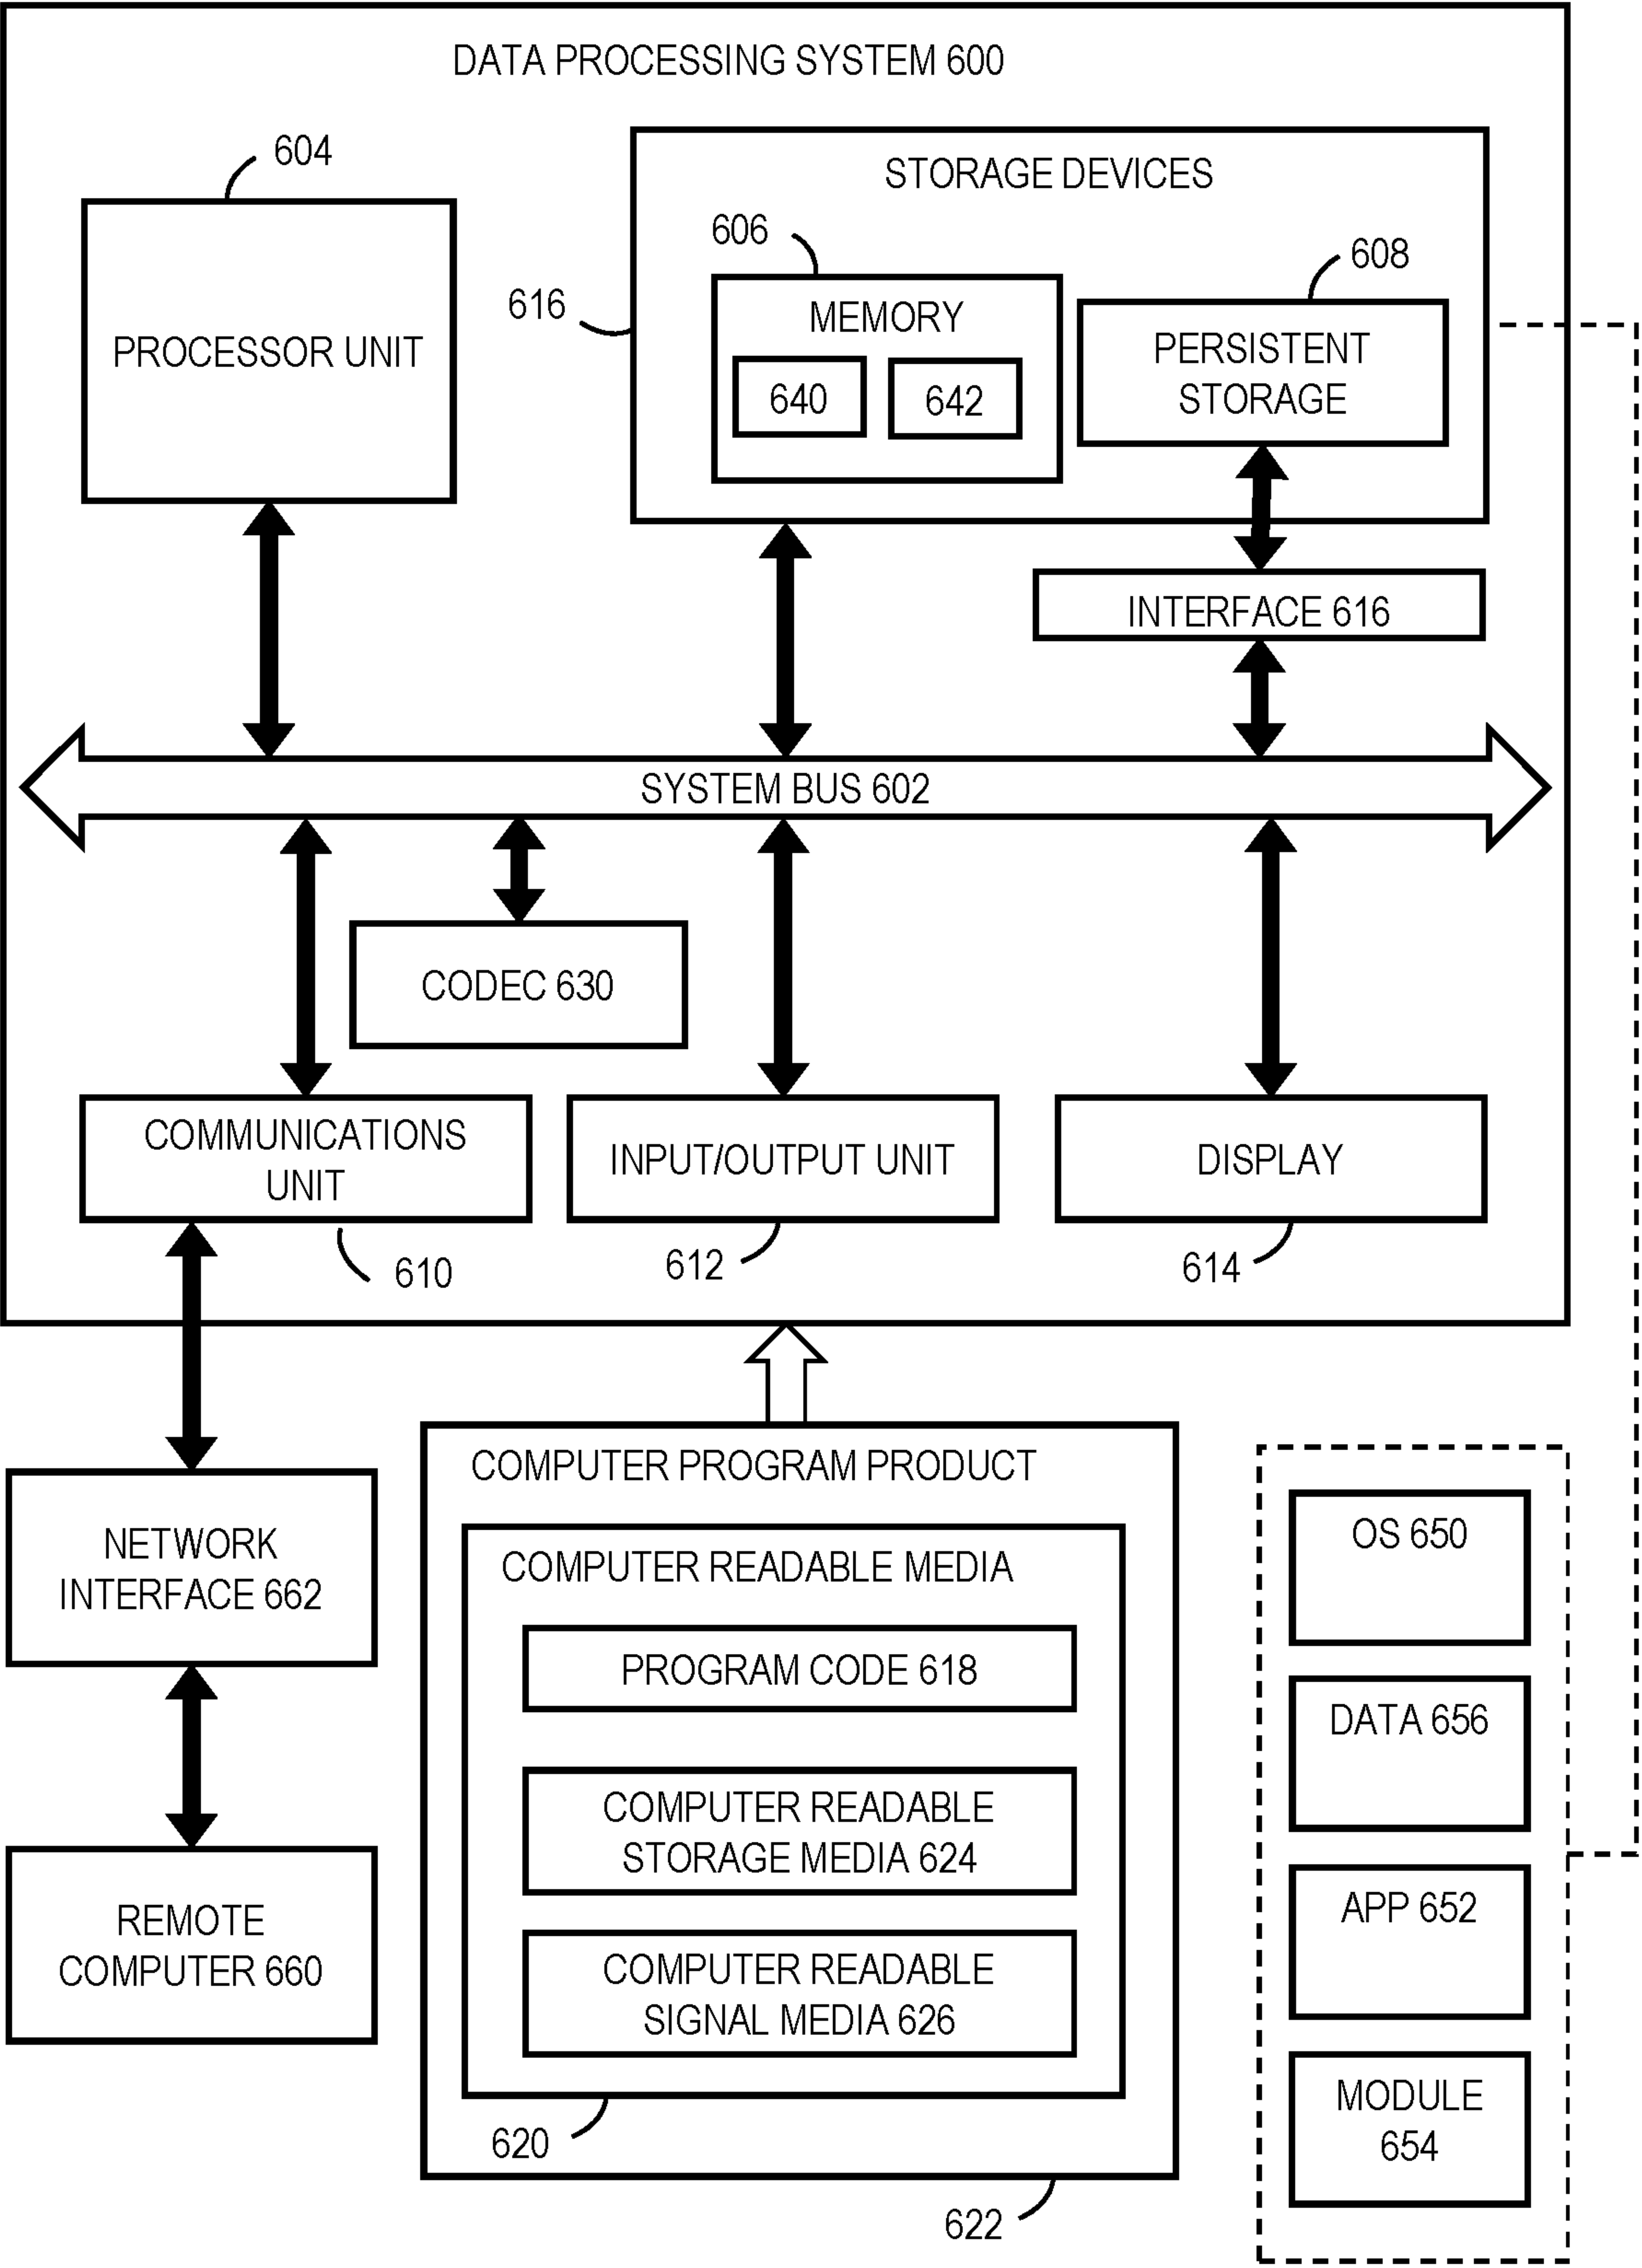 DATA PROCESSING SYSTEM 600
604
STORAGE DEVICES
606
608
616
MEMORY
PROCESSOR UNIT
PERSISTENT
STORAGE
640
642
INTERFACE 616
SYSTEM BUS 602
CODEC 630
COMMUNICATIONS
UNIT
INPUT/OUTPUT UNIT
DISPLAY
610
612
614
COMPUTER PROGRAM PRODUCT
NETWORK
INTERFACE 662
COMPUTER READABLE MEDIA
PROGRAM CODE 618
COMPUTER READABLE
STORAGE MEDIA 624
REMOTE
COMPUTER 660
COMPUTER READABLE
SIGNAL MEDIA 626
620
622
OS 650
DATA 656
APP 652
MODULE
654